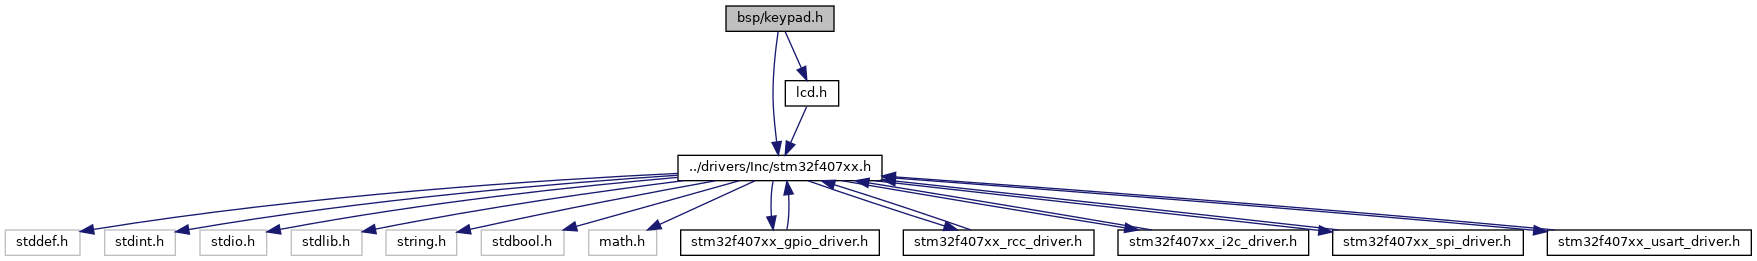 bsp/keypad.h
lcd.h
../drivers/Inc/stm32f407xx.h
stddef.h
stdint.h
stdio.h
stdlib.h
string.h
stdbool.h
math.h
stm32f407xx_gpio_driver.h
stm32f407xx_rcc_driver.h
stm32f407xx_i2c_driver.h
stm32f407xx_spi_driver.h
stm32f407xx_usart_driver.h